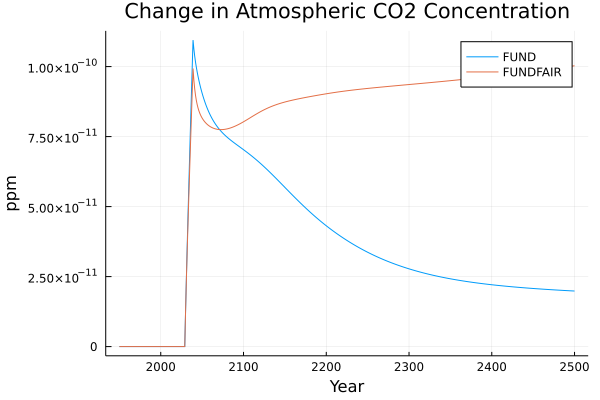 Change in Atmospheric CO2 Concentration
FUND
FUNDFAIR
1.00×10⁻¹⁰
7.50×10⁻¹¹
5.00×10⁻¹¹
2.50×10⁻¹¹
0
ppm
2000 2100 2200 2300 2400 2500
Year